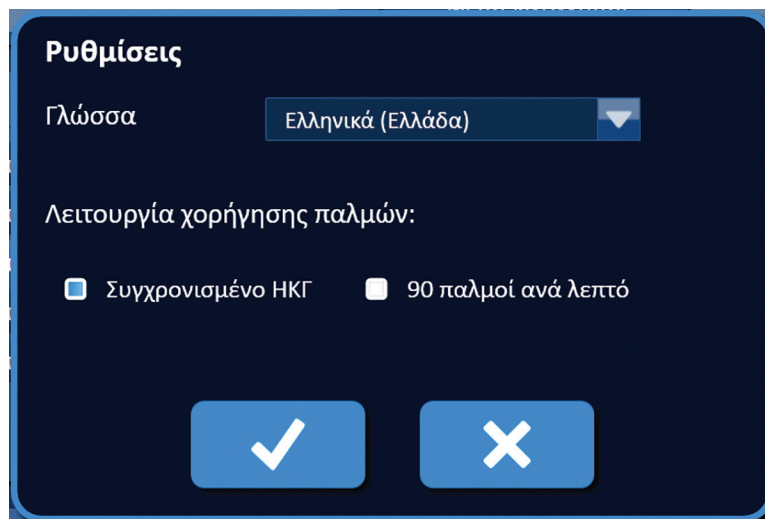 Ρυθμίσεις
Γλώσσα
Ελληνικά (Ελλάδα)
Λειτουργία χορήγησης παλμών:
Συγχρονισμένο ΗΚΓ
90 παλμοί ανά λεπτό